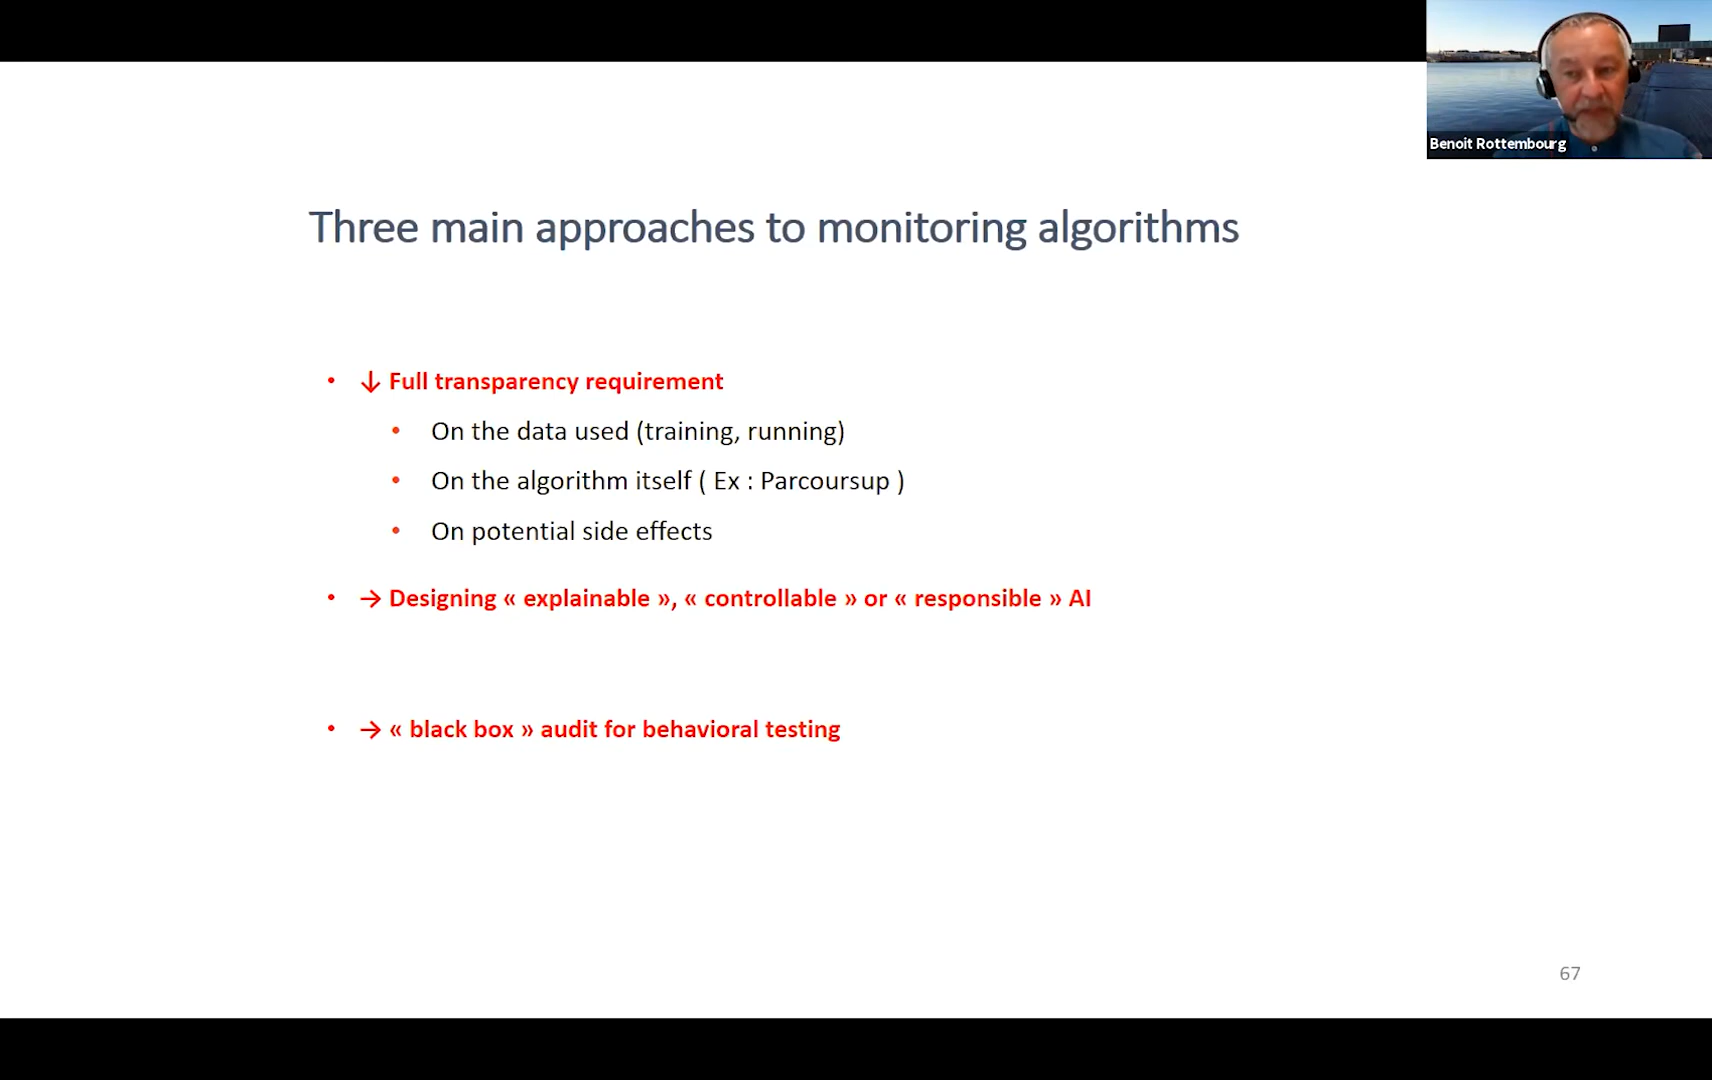 Benoit Rottembourg
Three main approaches to monitoring algorithms
• ↓ Full transparency requirement
• On the data used (training, running)
• On the algorithm itself ( Ex : Parcoursup )
• On potential side effects
• → Designing « explainable », « controllable » or « responsible » AI
• → « black box » audit for behavioral testing
67